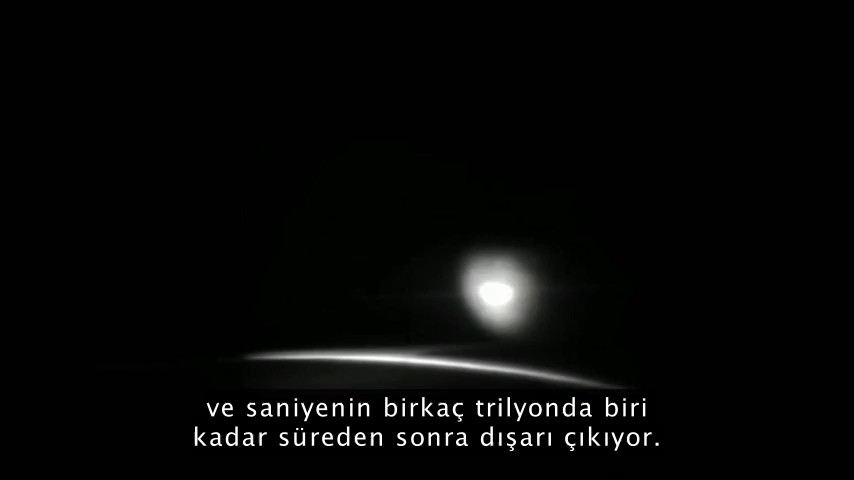 ve saniyenin birkaç trilyonda biri
kadar süreden sonra dışarı çıkıyor.